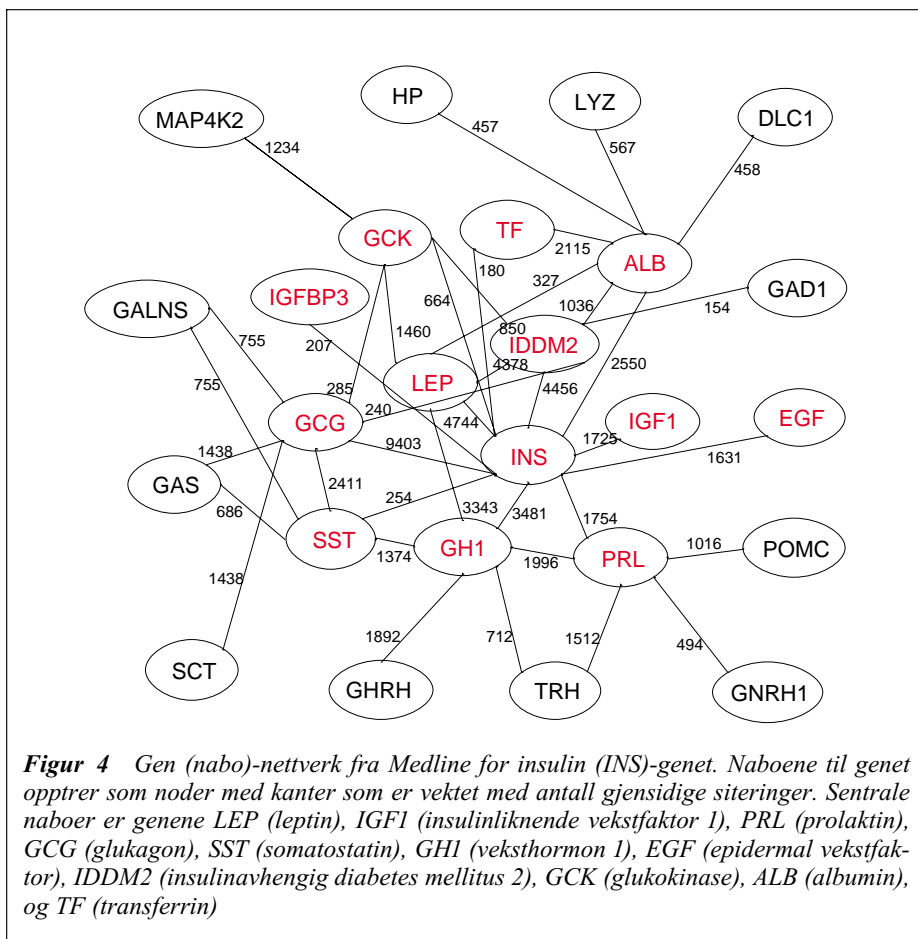 HP
LYZ
MAP4K2
DLC1
457
1234
567
458
TF
GCK
2115
ALB
180
327
IGFBP3
664
1036
GAD1
GALNS
154
207
1460
850
IDDM2
755
2550
4378
LEP
755
285
240
4456
GCG
4744
IGF1
EGF
1725
1438
9403
INS
1631
GAS
2411
254
686
3343
3481
1754
SST
GH1
1016
POMC
1374
1996
PRL
1438
1892
712
1512
494
SCT
GHRH
TRH
GNRH1
Figur 4 Gen (nabo)-nettverk fra Medline for insulin (INS)-genet. Naboene til genet
opptrer som noder med kanter som er vektet med antall gjensidige siteringer. Sentrale
naboer er genene LEP (leptin), IGF1 (insulinliknende vekstfaktor 1), PRL (prolaktin),
GCG (glukagon), SST (somatostatin), GH1 (veksthormon 1), EGF (epidermal vekstfak-
tor), IDDM2 (insulinavhengig diabetes mellitus 2), GCK (glukokinase), ALB (albumin),
og TF (transferrin)